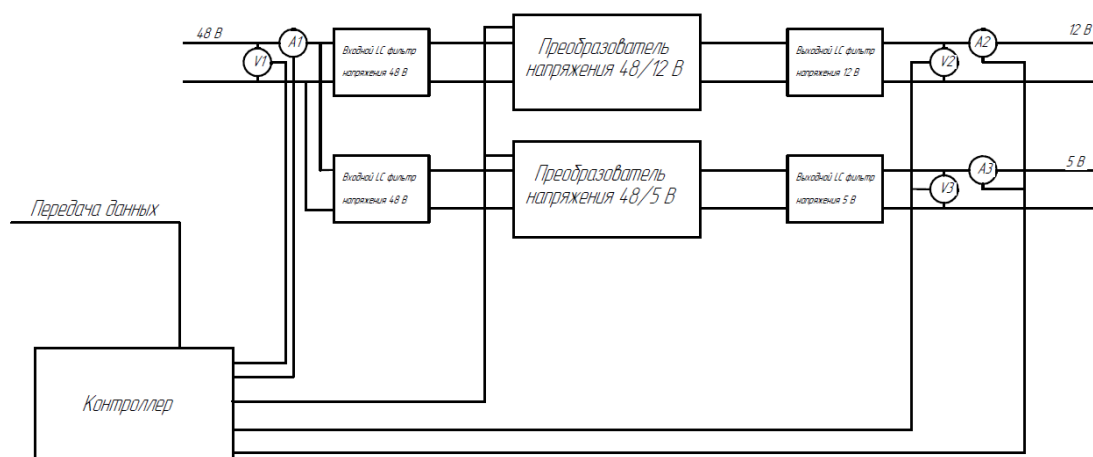 48 В
V1
A1
Входной LC фильтр
напряжения 48 В
Преобразователь
напряжения 48/12 В
Выходной LC фильтр
напряжения 12 В
V2
A2
12 В
Входной LC фильтр
напряжения 48 В
Преобразователь
напряжения 48/5 В
Выходной LC фильтр
напряжения 5 В
V3
A3
5 В
Передача данных
Контроллер